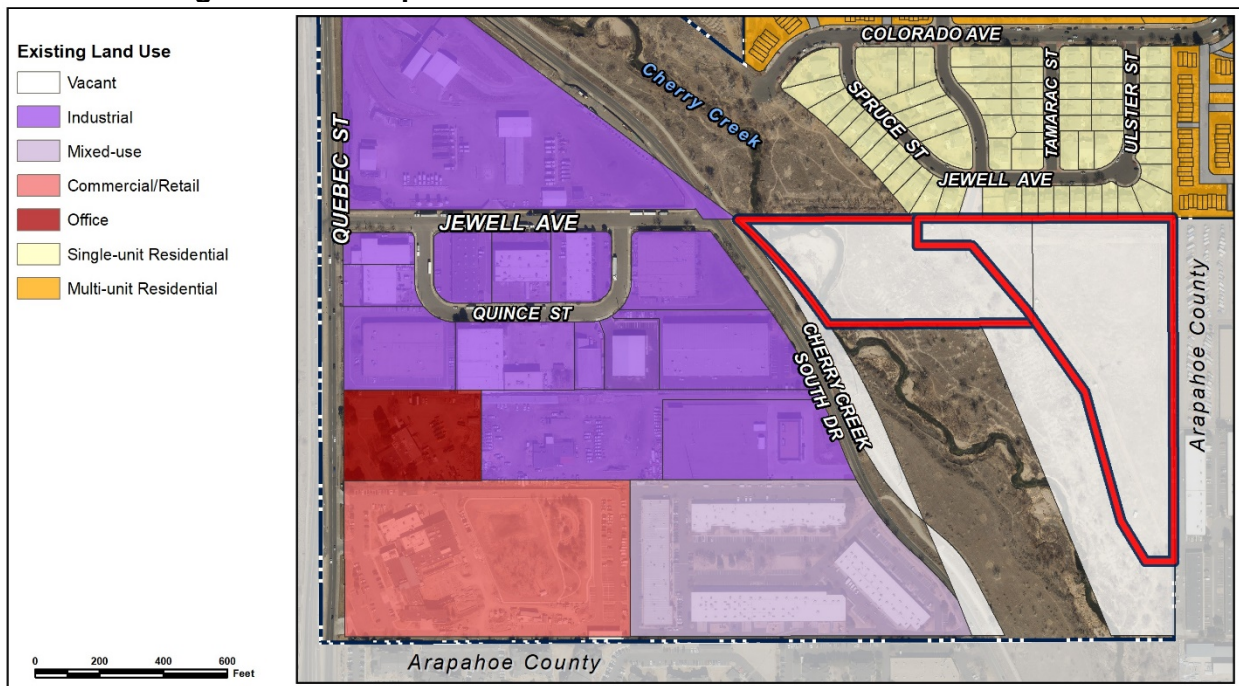 Existing Land Use
Vacant
Industrial
Mixed-use
Commercial/Retail
Office
Single-unit Residential
Multi-unit Residential
0 200 400 600
Feet
COLORADO AVE
Cherry Creek
SPRUCE ST
TAMARAC ST
ULSTER ST
JEWELL AVE
QUEBEC ST
JEWELL AVE
QUINCE ST
CHERRY CREEK
SOUTH DR
Arapahoe County
Arapahoe County